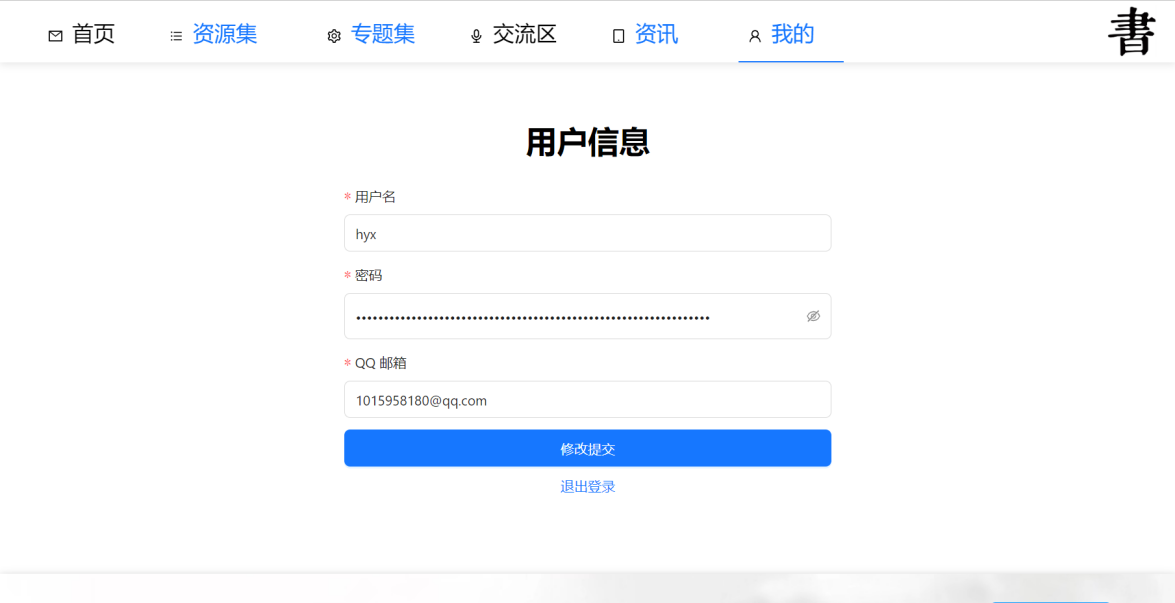 首页 资源集 专题集 交流区 资讯 我的 書
用户信息
* 用户名
hyx
* 密码
* QQ 邮箱
1015958180@qq.com
修改提交
退出登录